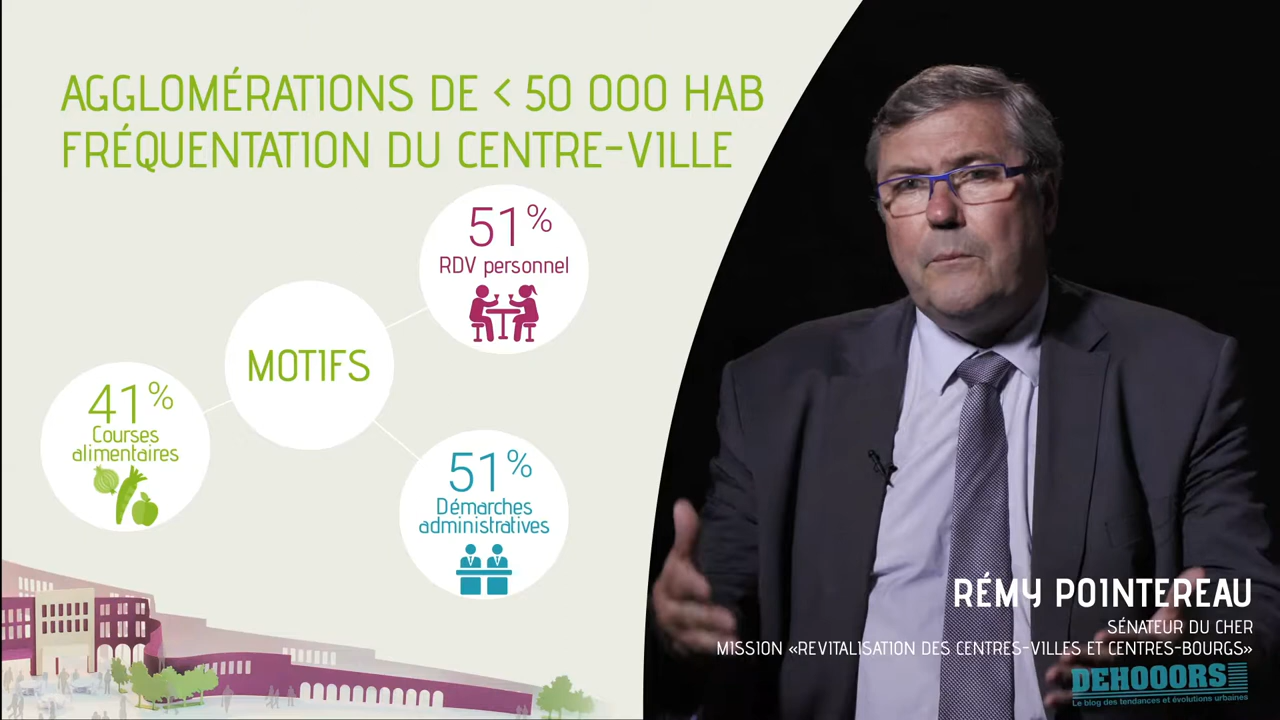 AGGLOMÉRATIONS DE < 50 000 HAB
FRÉQUENTATION DU CENTRE-VILLE
51%
RDV personnel
MOTIFS
41%
Courses
alimentaires
51%
Démarches
administratives
RÉMY POINTEREAU
SÉNATEUR DU CHER
MISSION «REVITALISATION DES CENTRES-VILLES ET CENTRES-BOURGS»
DEHOOORS
Le blog des tendances et évolutions urbaines